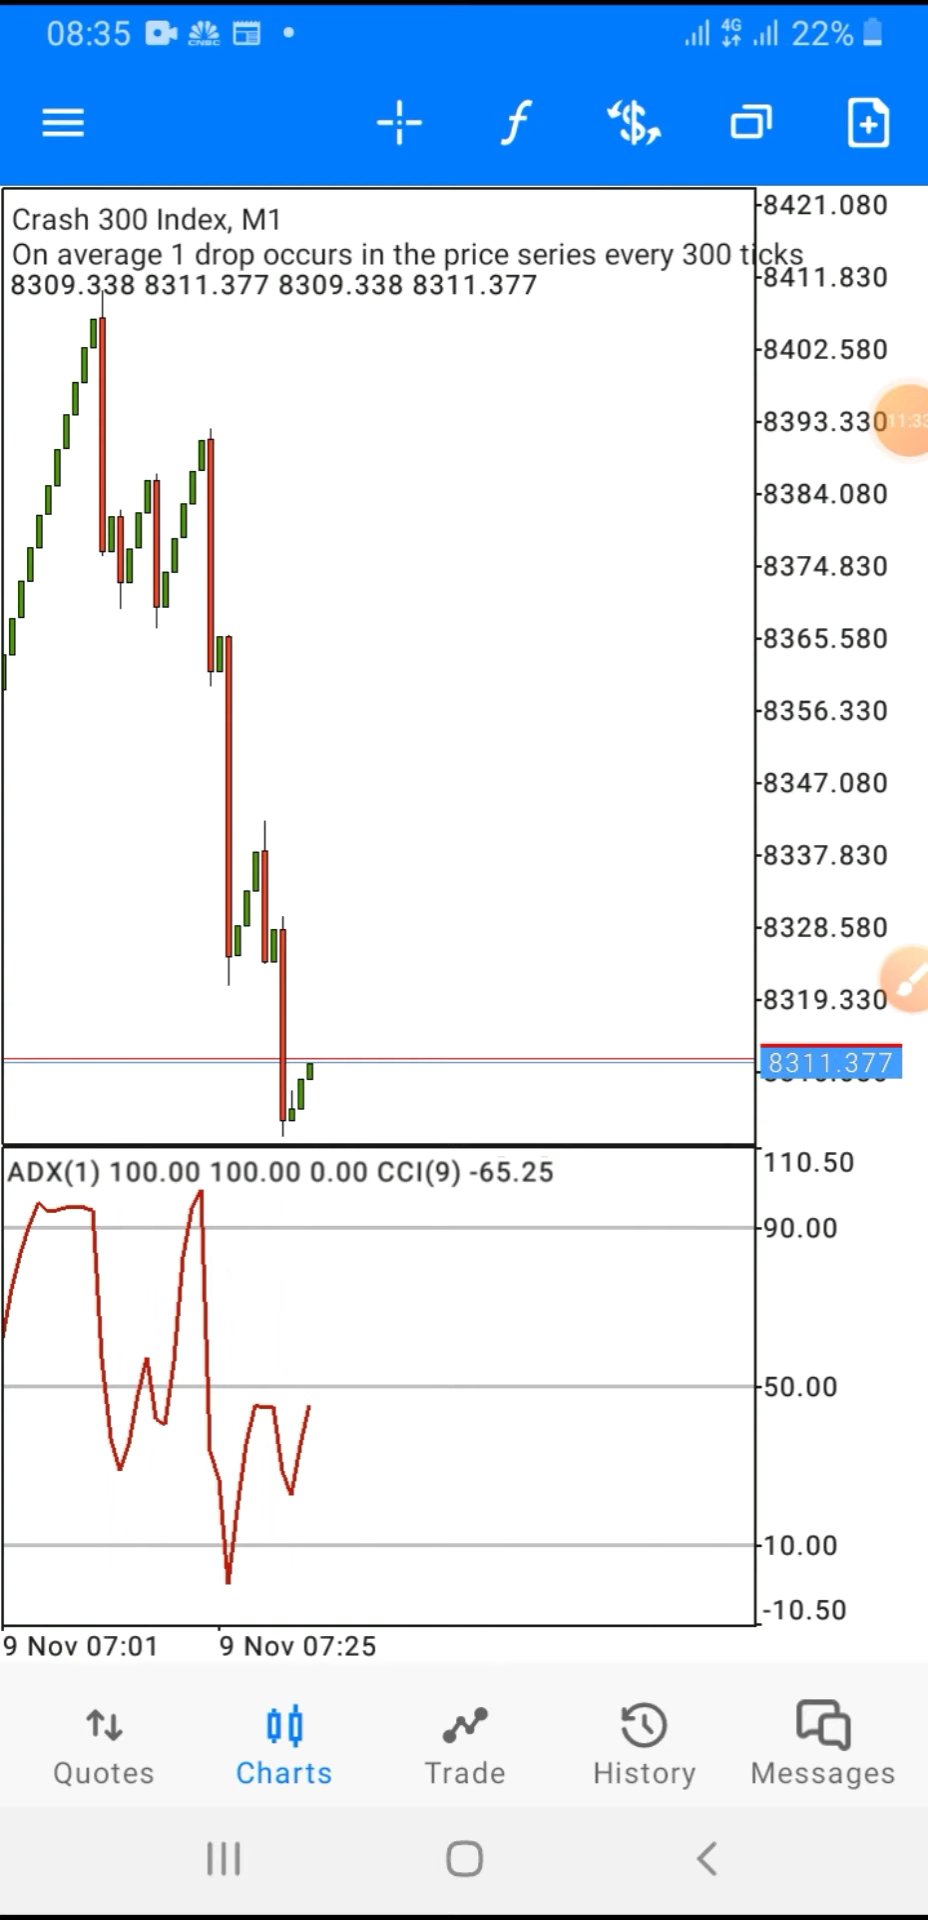 08:35
CNBC
4G 22%
Crash 300 Index, M1
On average 1 drop occurs in the price series every 300 ticks
8309.338 8311.377 8309.338 8311.377
8421.080
8411.830
8402.580
8393.330
11:33
8384.080
8374.830
8365.580
8356.330
8347.080
8337.830
8328.580
8319.330
8311.377
ADX(1) 100.00 100.00 0.00 CCI(9) -65.25
110.50
90.00
50.00
10.00
-10.50
9 Nov 07:01 9 Nov 07:25
Quotes Charts Trade History Messages